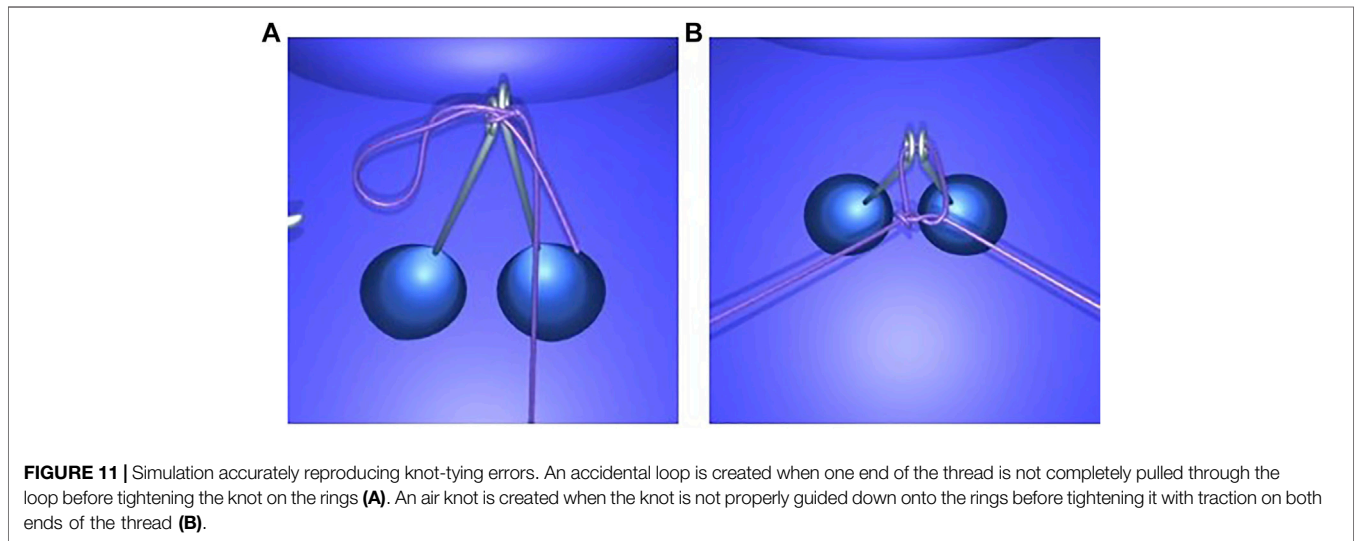 A
B
FIGURE 11 | Simulation accurately reproducing knot-tying errors. An accidental loop is created when one end of the thread is not completely pulled through the
loop before tightening the knot on the rings (A). An air knot is created when the knot is not properly guided down onto the rings before tightening it with traction on both
ends of the thread (B).